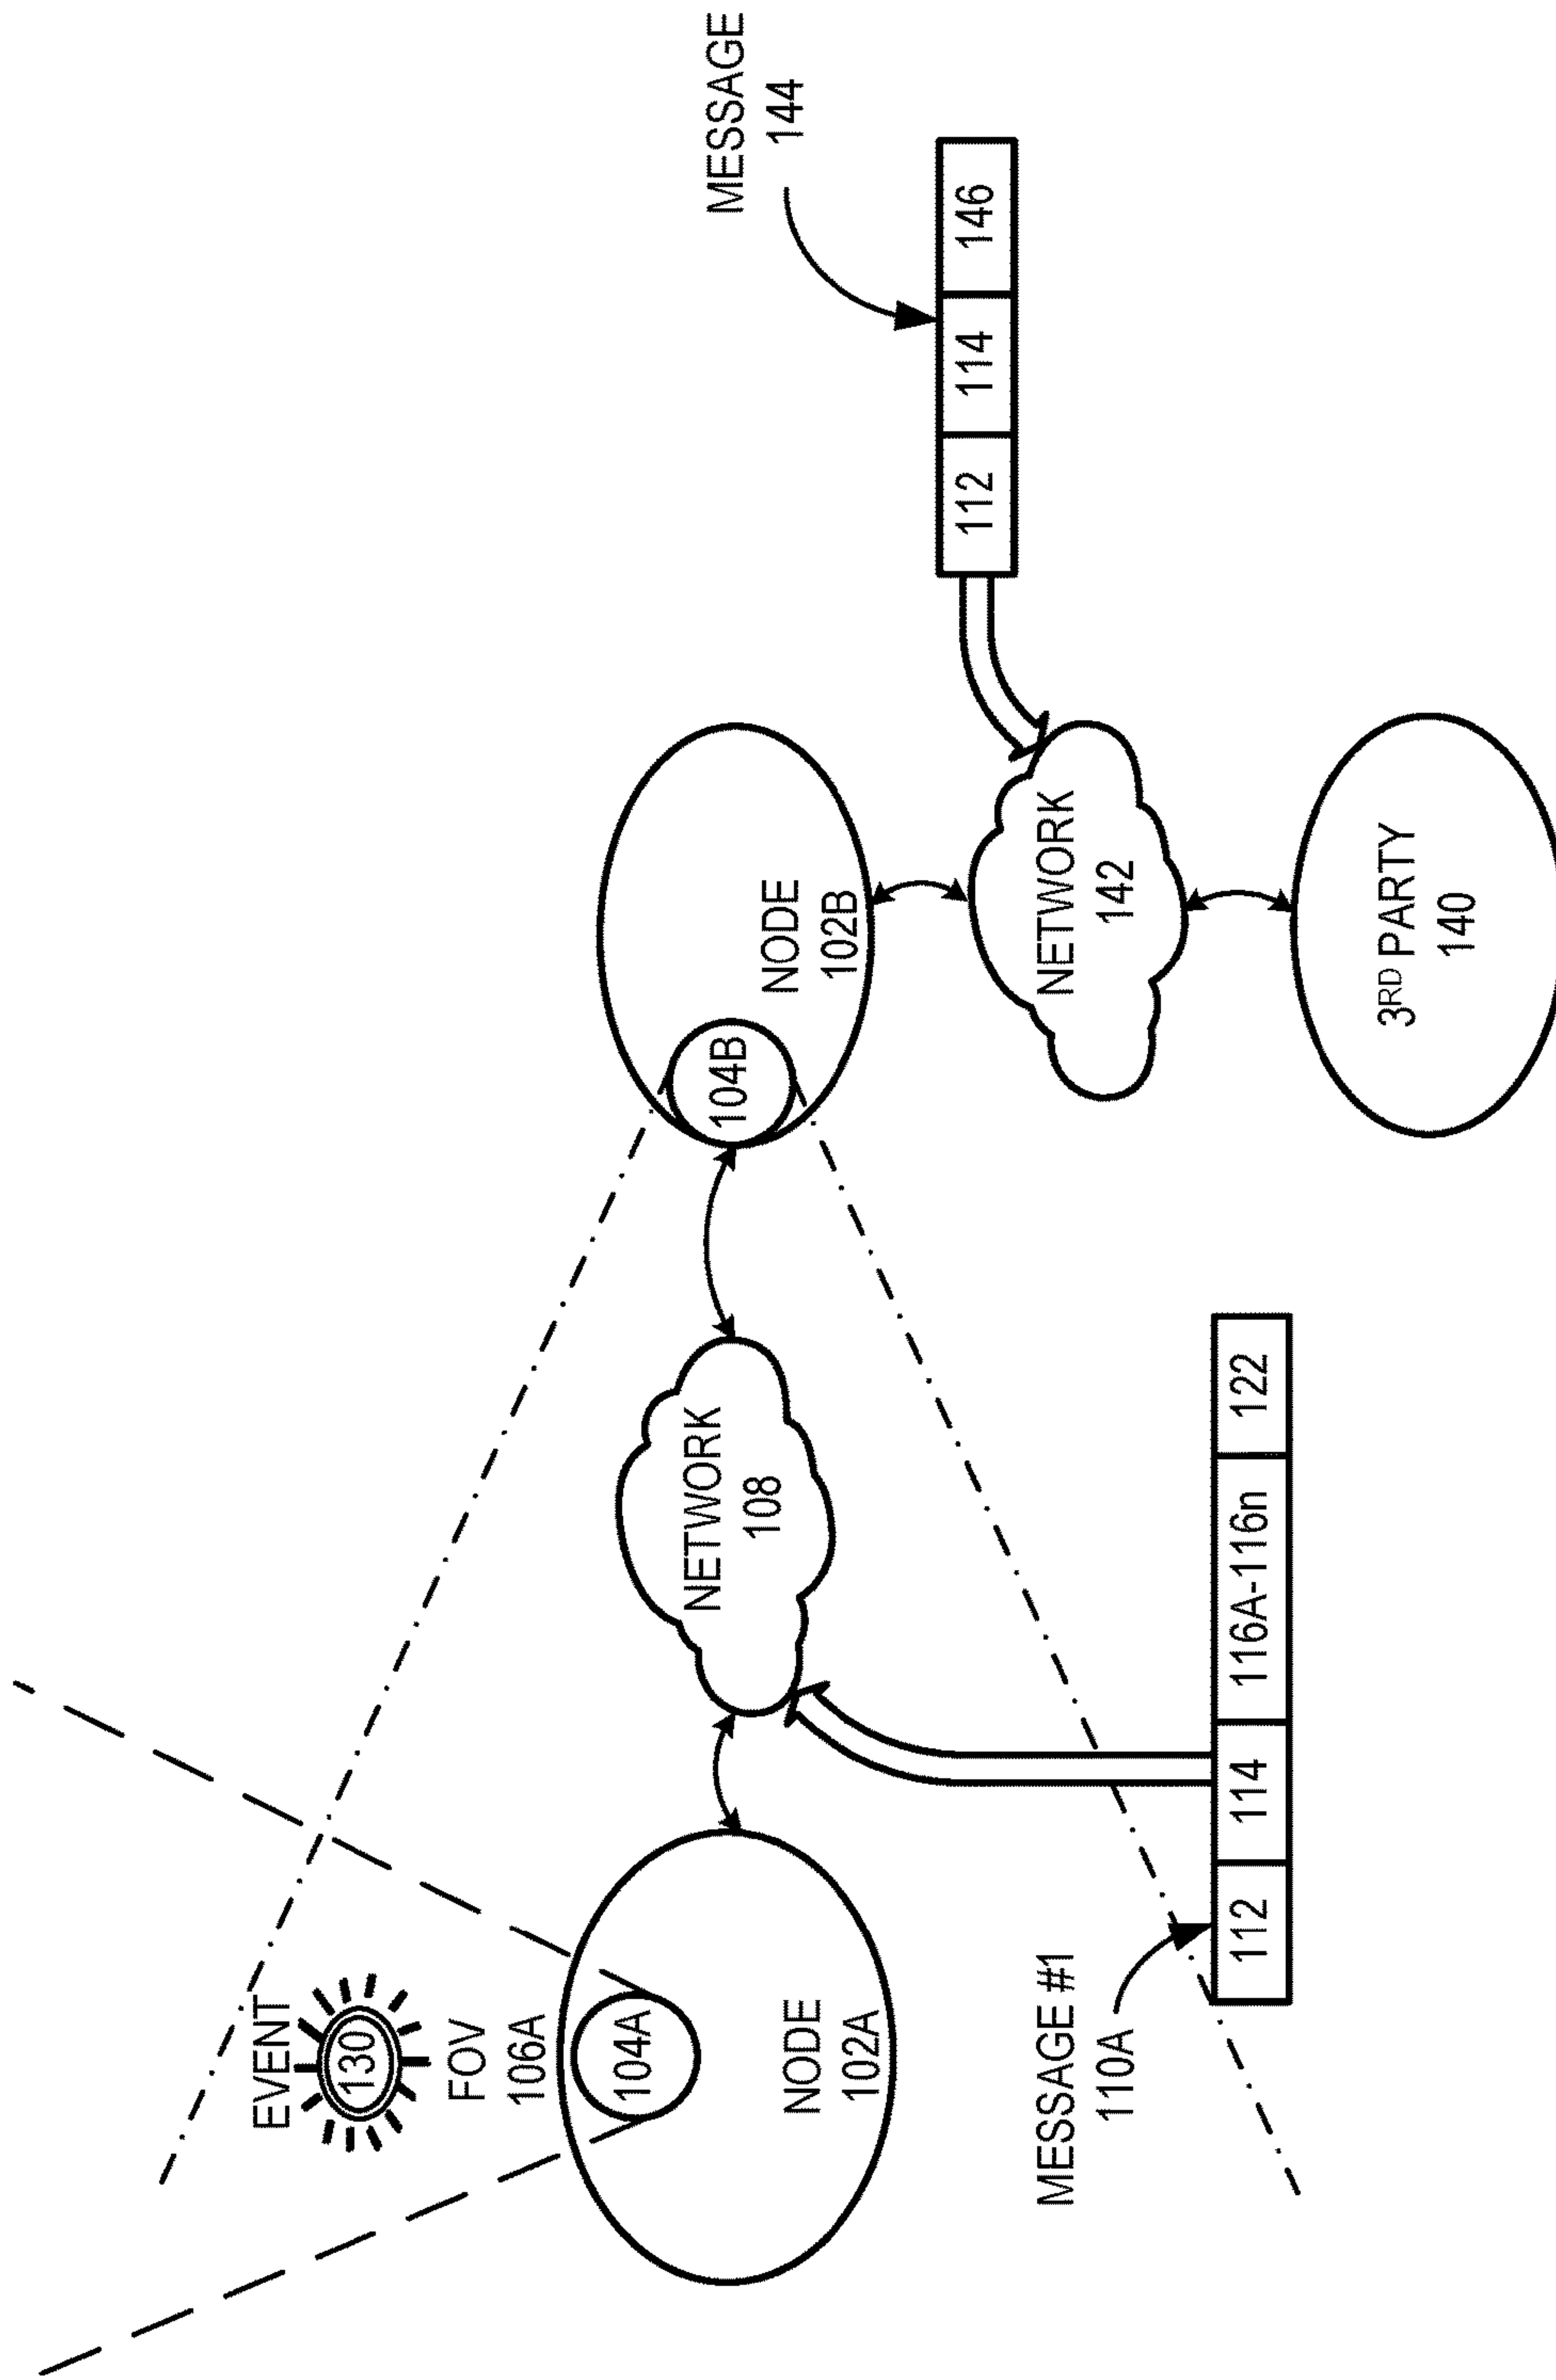 EVENT
130
FOV
106A
104A
NODE
102A
NETWORK
108
104B
NODE
102B
MESSAGE #1
110A
112
114
116A-116n
122
NETWORK
142
3RD PARTY
140
MESSAGE
144
112
114
146